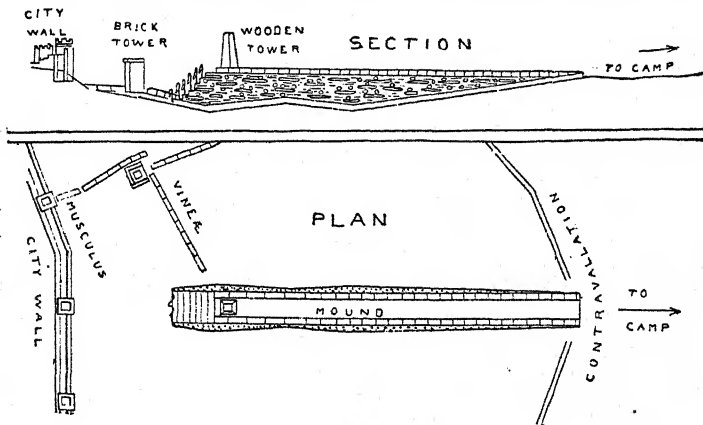 CITY
WALL
BRICK
TOWER
WOODEN
TOWER
SECTION
TO CAMP
MUSCULUS
VINEÆ
PLAN
CITY WALL
MOUND
CONTRAVALLATION
TO
CAMP